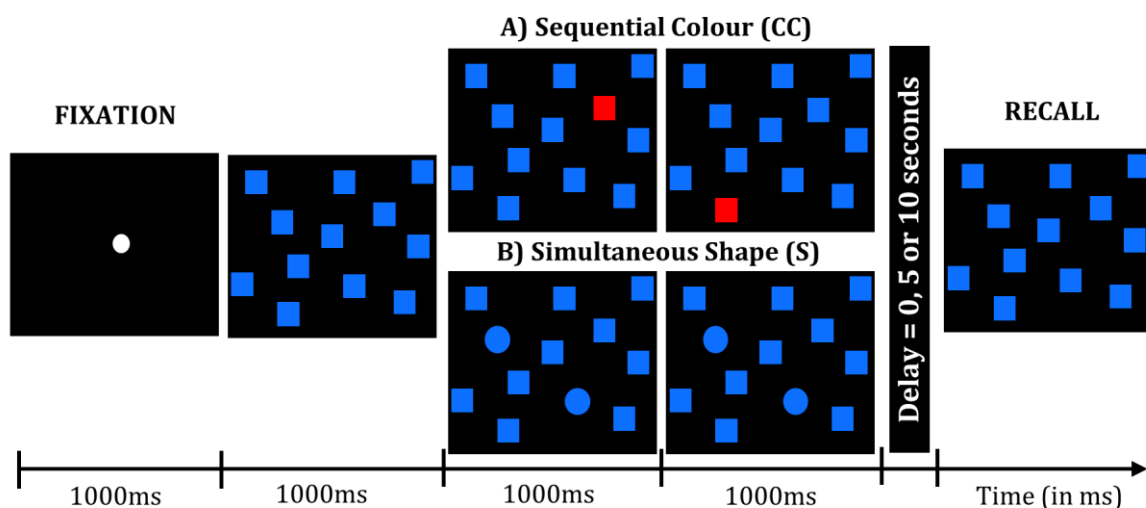 A) Sequential Colour (CC)
FIXATION
B) Simultaneous Shape (S)
Delay = 0, 5 or 10 seconds
RECALL
1000ms
1000ms
1000ms
1000ms
Time (in ms)